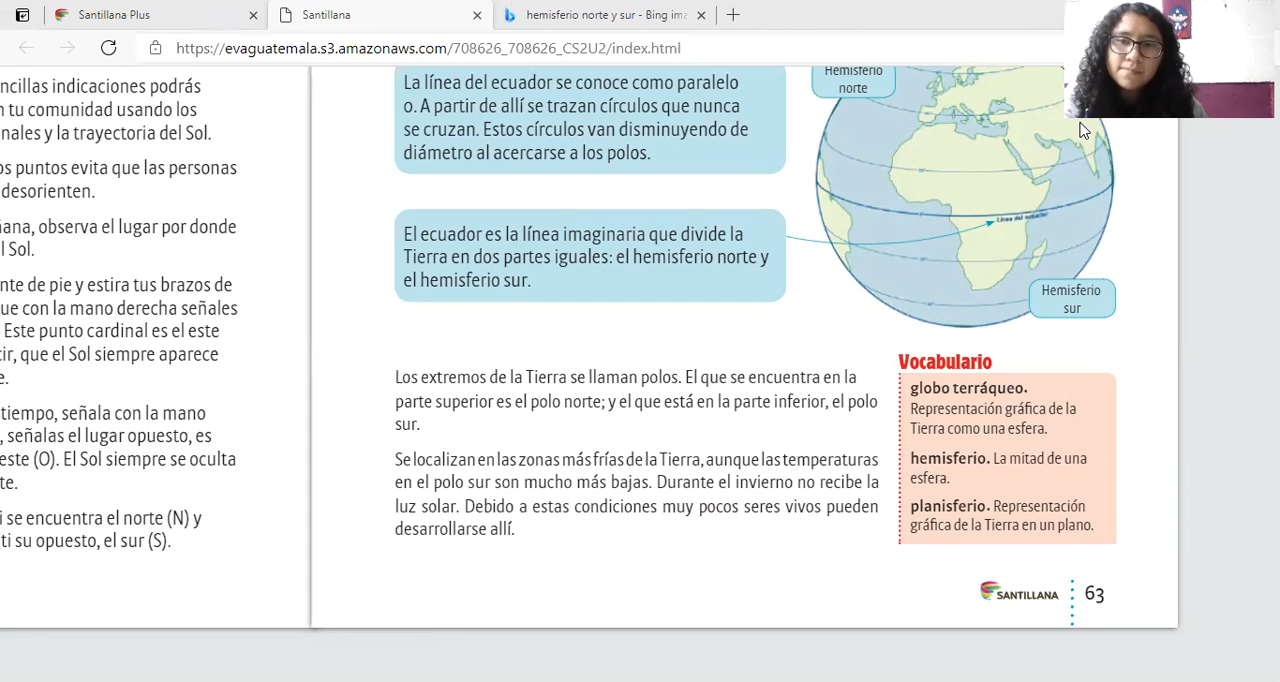 Santillana Plus
Santillana
hemisferio norte y sur - Bing ima
https://evaguatemala.s3.amazonaws.com/708626_708626_CS2U2/index.html
ncillas indicaciones podrás
n tu comunidad usando los
nales y la trayectoria del Sol.
os puntos evita que las personas
desorienten.
ñana, observa el lugar por donde
l Sol.
nte de pie y estira tus brazos de
ue con la mano derecha señales
Este punto cardinal es el este
cir, que el Sol siempre aparece
e.
tiempo, señala con la mano
, señalas el lugar opuesto, es
este (O). El Sol siempre se oculta
te.
i se encuentra el norte (N) y
ti su opuesto, el sur (S).
La línea del ecuador se conoce como paralelo
0. A partir de allí se trazan círculos que nunca
se cruzan. Estos círculos van disminuyendo de
diámetro al acercarse a los polos.
El ecuador es la línea imaginaria que divide la
Tierra en dos partes iguales: el hemisferio norte y
el hemisferio sur.
Hemisferio
norte
Línea del ecuador
Hemisferio
sur
Los extremos de la Tierra se llaman polos. El que se encuentra en la
parte superior es el polo norte; y el que está en la parte inferior, el polo
sur.
Se localizan en las zonas más frías de la Tierra, aunque las temperaturas
en el polo sur son mucho más bajas. Durante el invierno no recibe la
luz solar. Debido a estas condiciones muy pocos seres vivos pueden
desarrollarse allí.
Vocabulario
globo terráqueo.
Representación gráfica de la
Tierra como una esfera.
hemisferio. La mitad de una
esfera.
planisferio. Representación
gráfica de la Tierra en un plano.
SANTILLANA
63